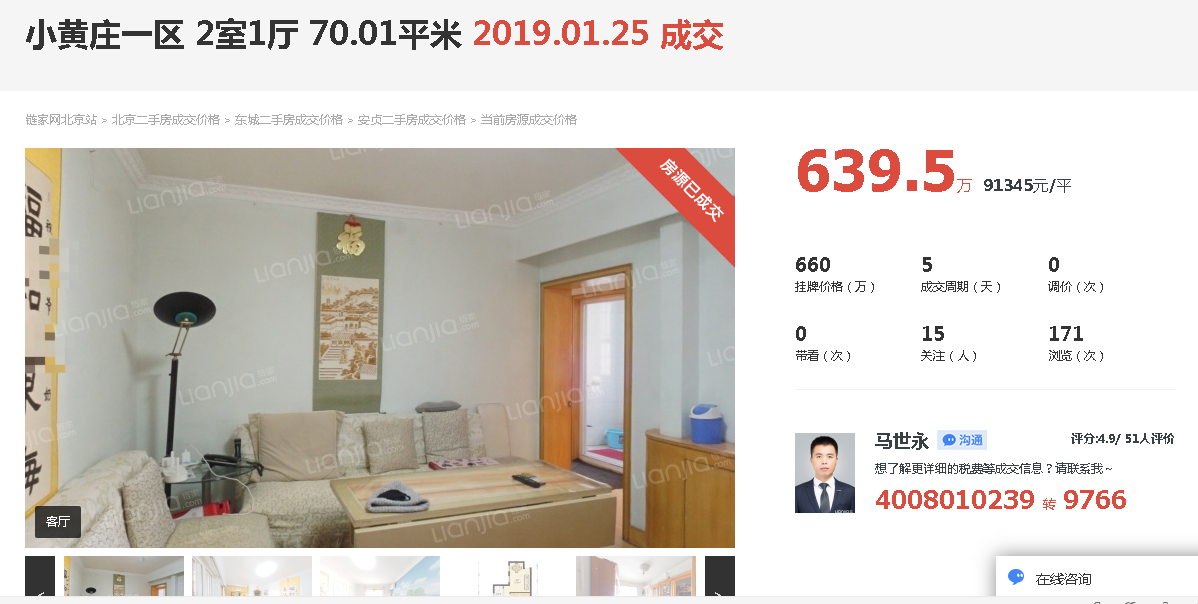 小黄庄一区 2室1厅 70.01平米 2019.01.25 成交
链家网北京站 > 北京二手房成交价格 > 东城二手房成交价格 > 安贞二手房成交价格 > 当前房源成交价格
房源已成交
福
Lianjia.com
客厅
639.5万 91345元/平
660 5 0
挂牌价格（万） 成交周期（天） 调价（次）
0 15 171
带看（次） 关注（人） 浏览（次）
马世永 沟通 评分:4.9/ 51人评价
想了解更详细的税费等成交信息？请联系我~
4008010239 转 9766
在线咨询